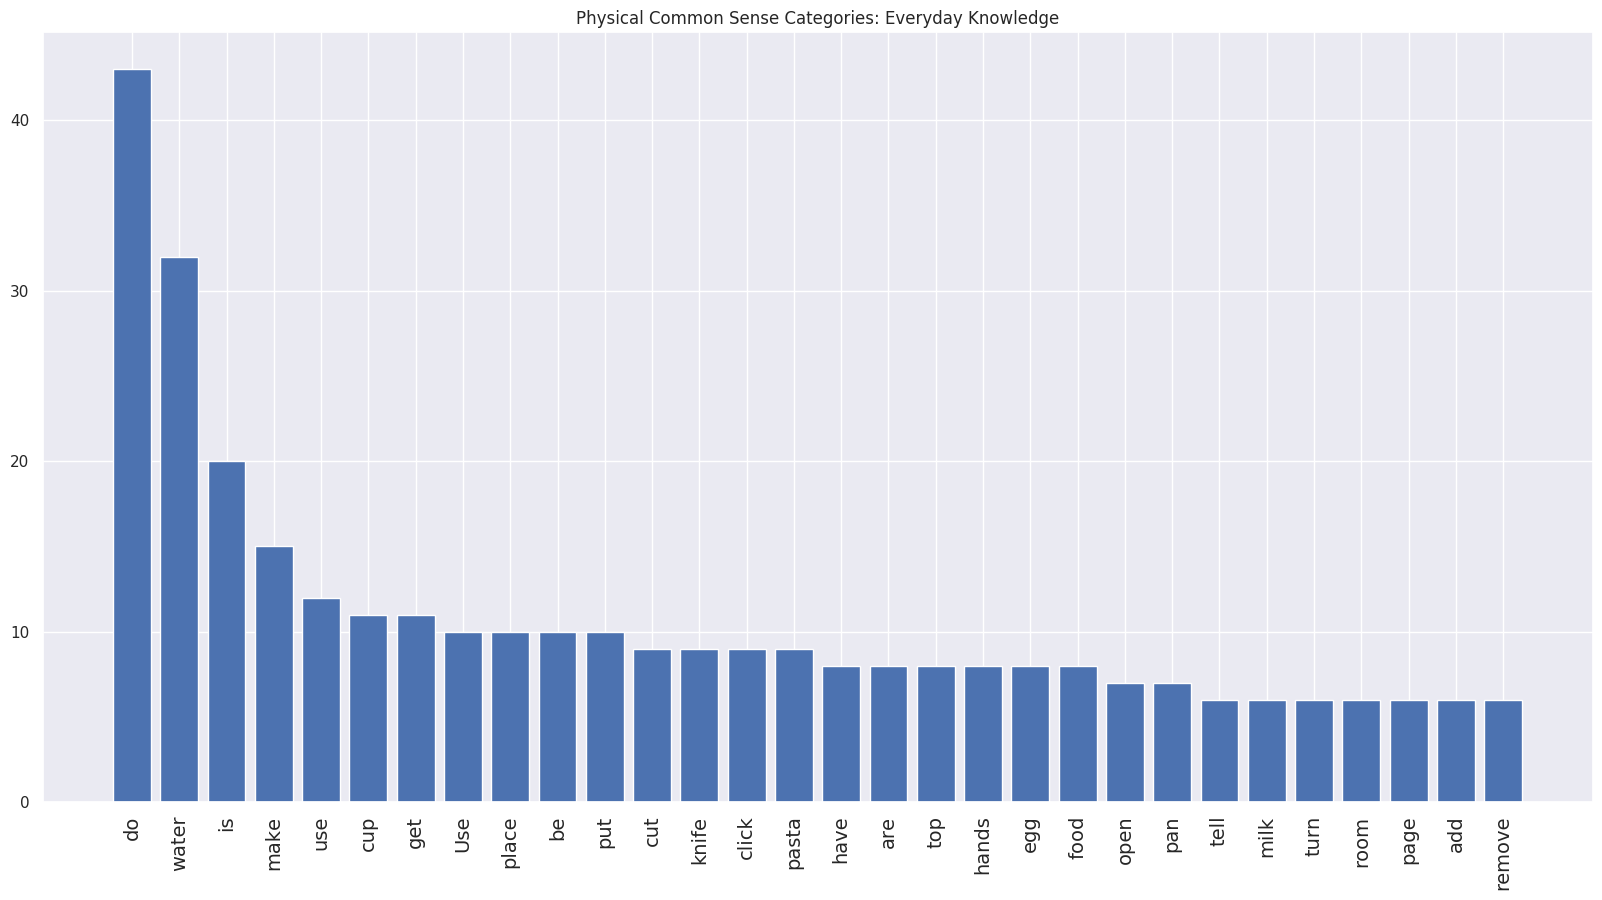 Physical Common Sense Categories: Everyday Knowledge
40
30
20
10
0
do
water
is
make
use
cup
get
Use
place
be
put
cut
knife
click
pasta
have
are
top
hands
egg
food
open
pan
tell
milk
turn
room
page
add
remove